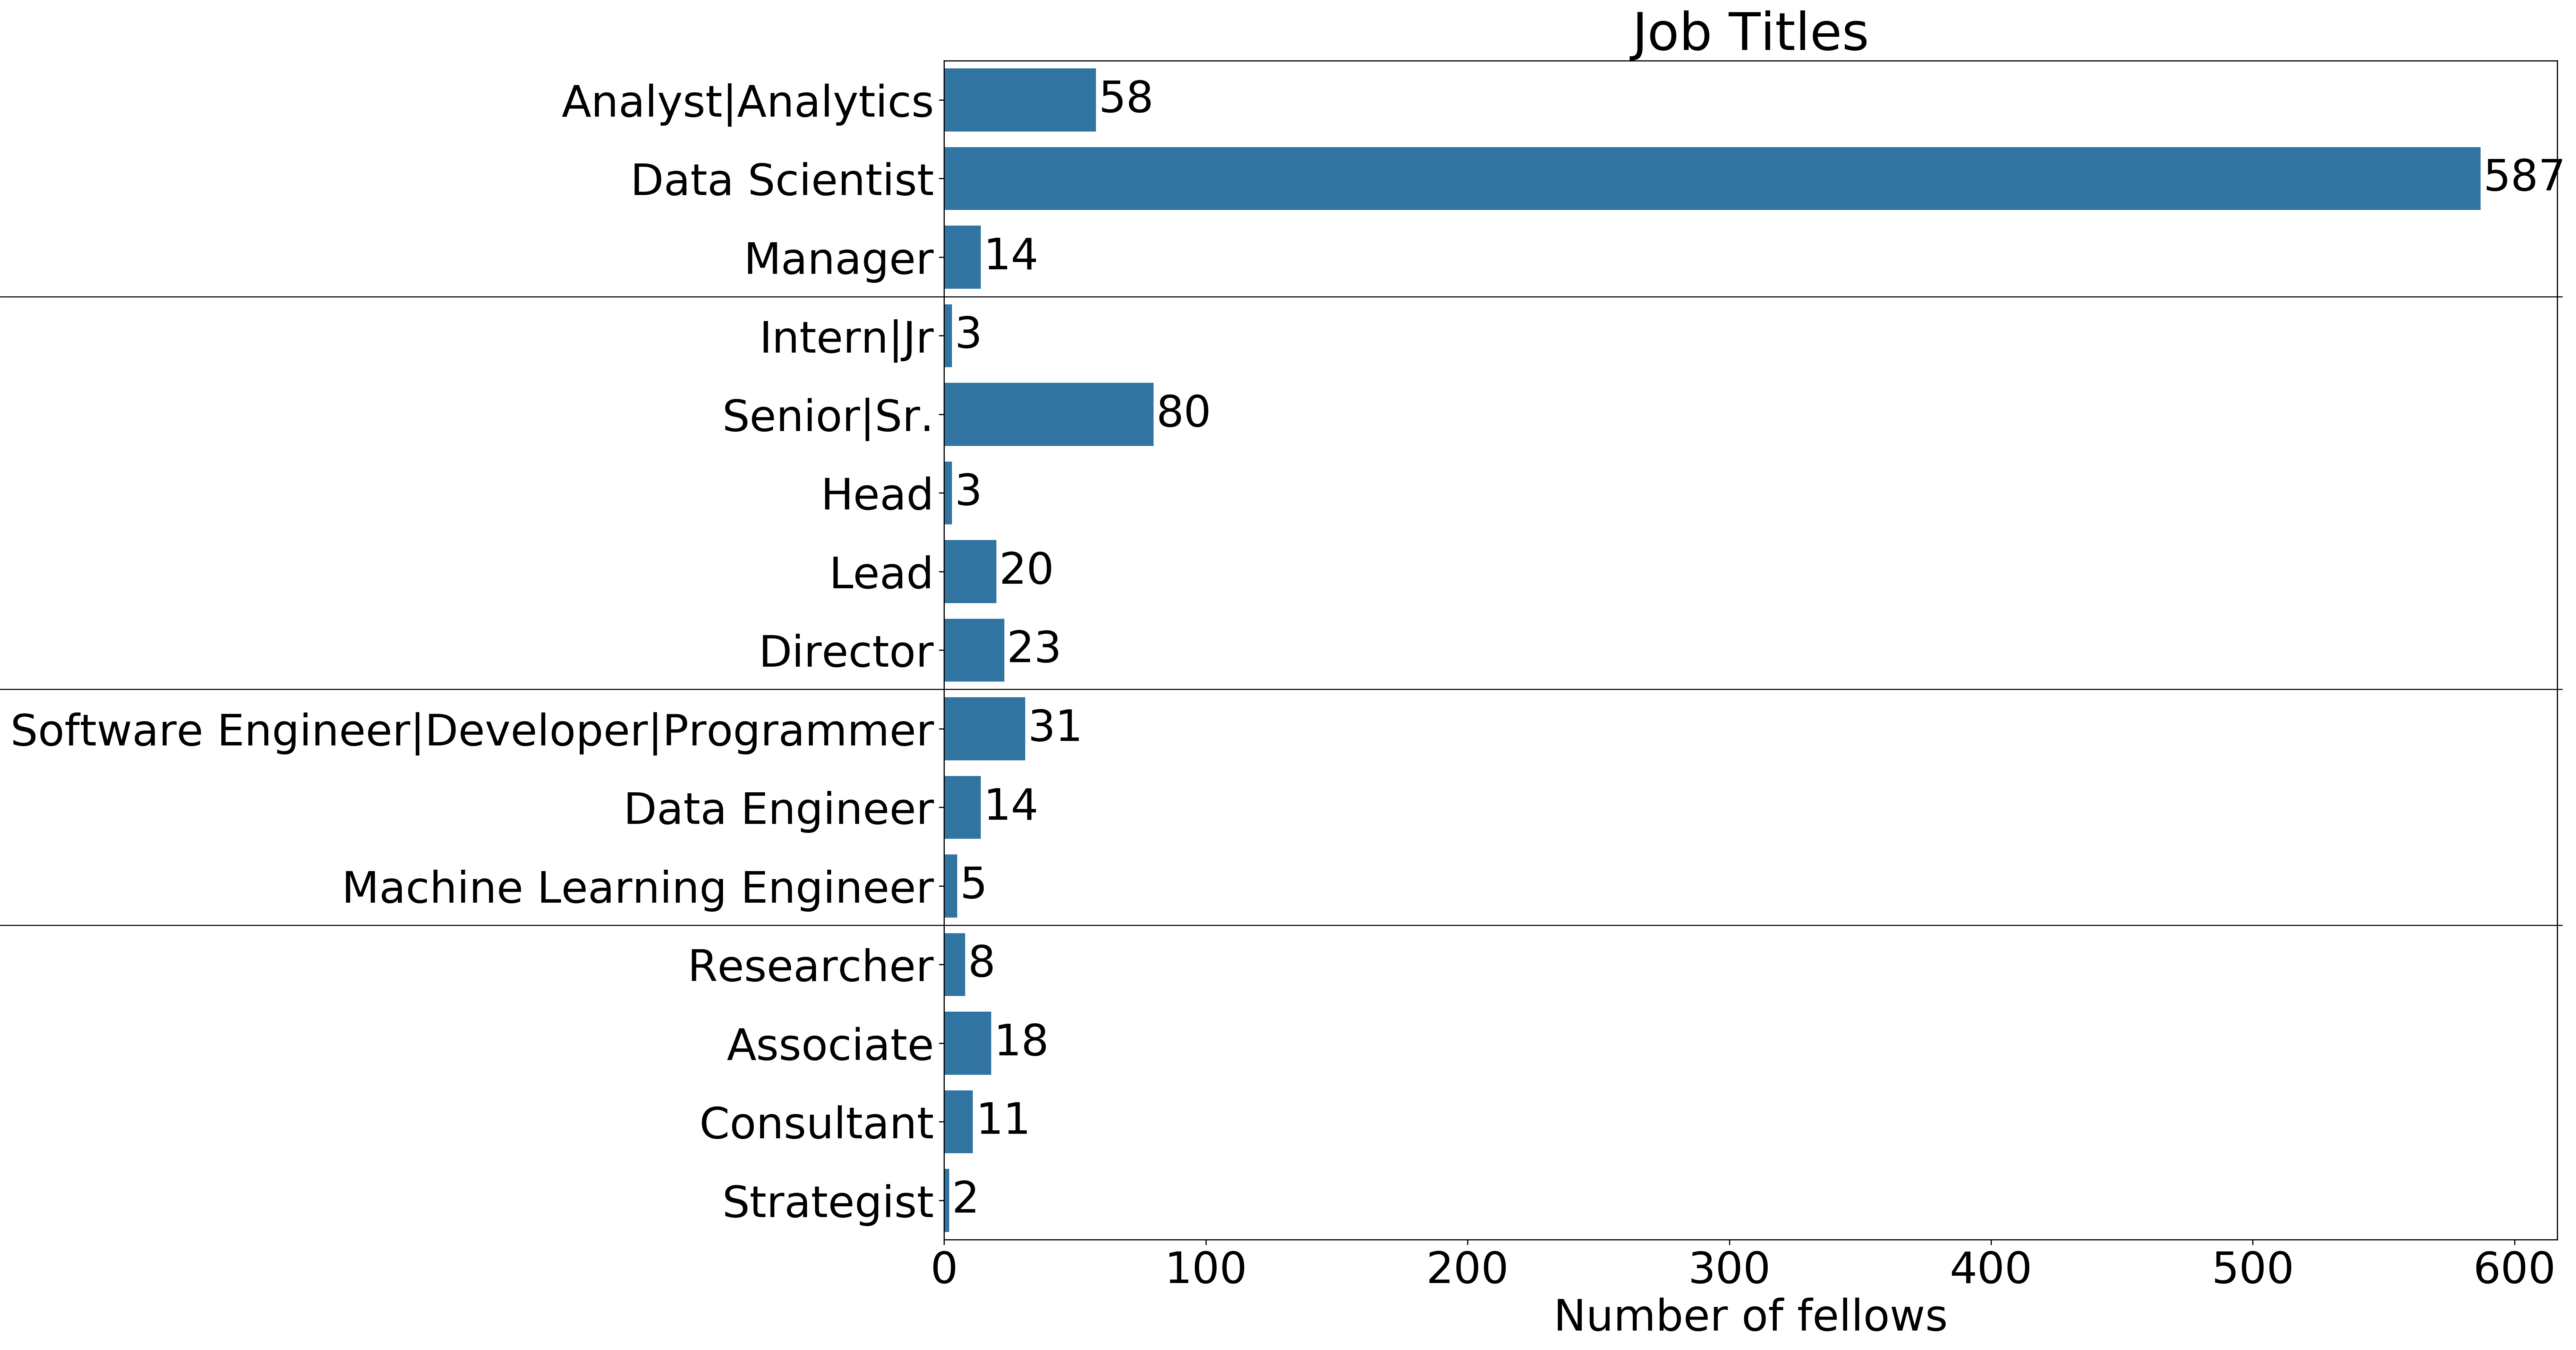 Job Titles
Analyst|Analytics 58
Data Scientist 587
Manager 14
Intern|Jr 3
Senior|Sr. 80
Head 3
Lead 20
Director 23
Software Engineer|Developer|Programmer 31
Data Engineer 14
Machine Learning Engineer 5
Researcher 8
Associate 18
Consultant 11
Strategist 2
0 100 200 300 400 500 600
Number of fellows